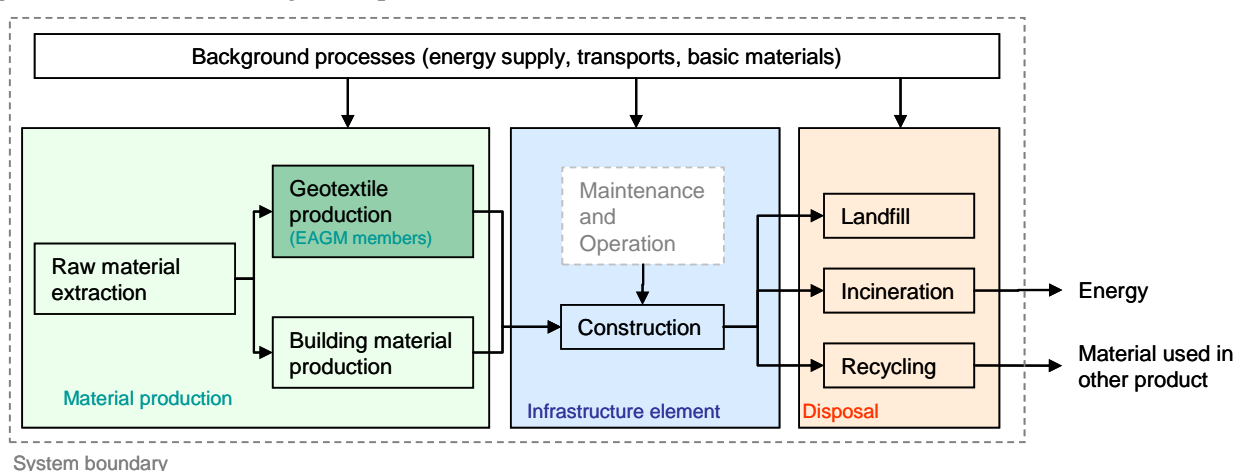 Background processes (energy supply, transports, basic materials)
Geotextile
production
(EAGM members)
Raw material
extraction
Building material
production
Material production
Maintenance
and
Operation
Construction
Infrastructure element
Landfill
Incineration
Recycling
Disposal
Energy
Material used in
other product
System boundary